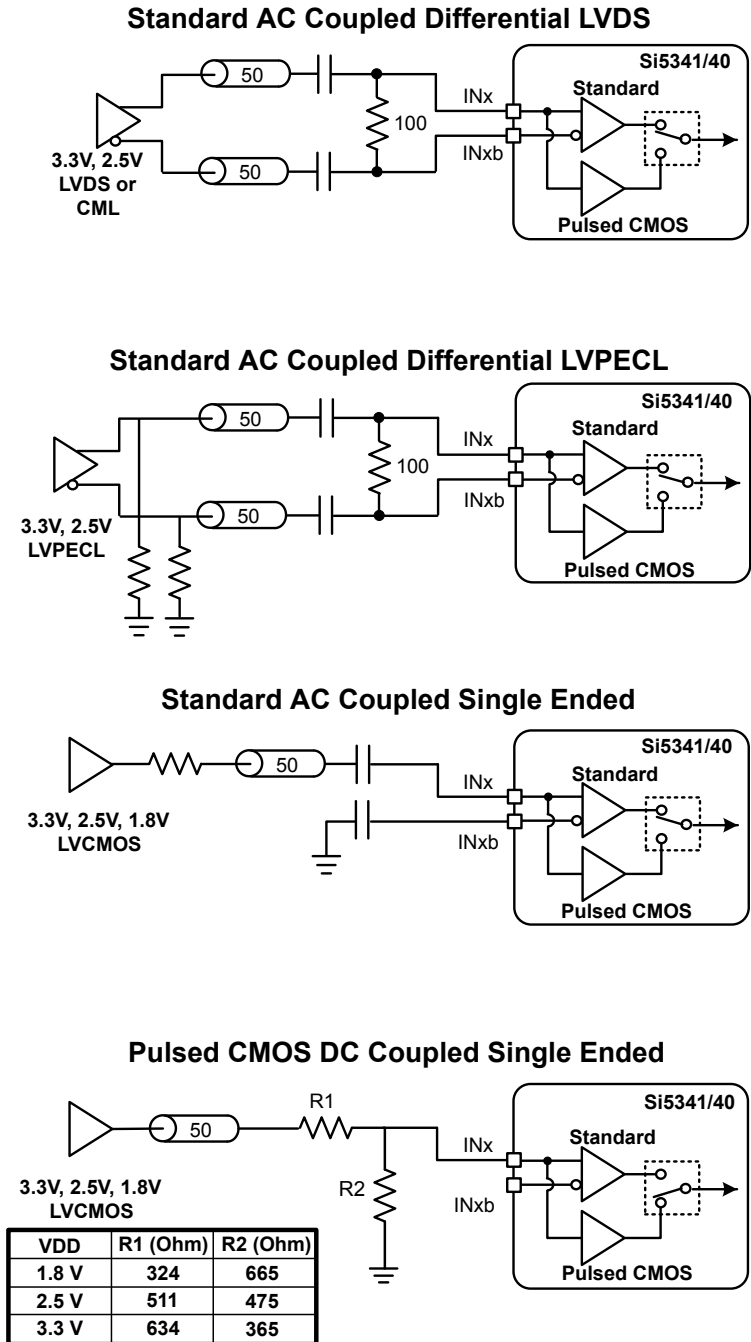 Standard AC Coupled Differential LVDS
Si5341/40
50
Standard
INx
100
INxb
3.3V, 2.5V
LVDS or
CML
50
Pulsed CMOS
Standard AC Coupled Differential LVPECL
Si5341/40
50
Standard
INx
100
INxb
50
3.3V, 2.5V
LVPECL
Pulsed CMOS
Standard AC Coupled Single Ended
Si5341/40
50
Standard
INx
3.3V, 2.5V, 1.8V
LVCMOS
INxb
Pulsed CMOS
Pulsed CMOS DC Coupled Single Ended
Si5341/40
R1
50
Standard
INx
3.3V, 2.5V, 1.8V
LVCMOS
R2
INxb
Pulsed CMOS
VDD R1 (Ohm) R2 (Ohm)
1.8 V 324 665
2.5 V 511 475
3.3 V 634 365